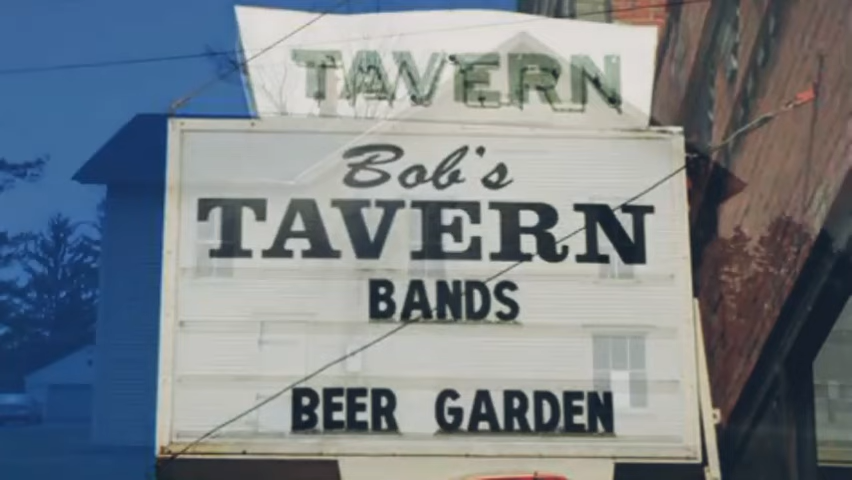 TAVERN
Bob's
TAVERN
BANDS
BEER GARDEN